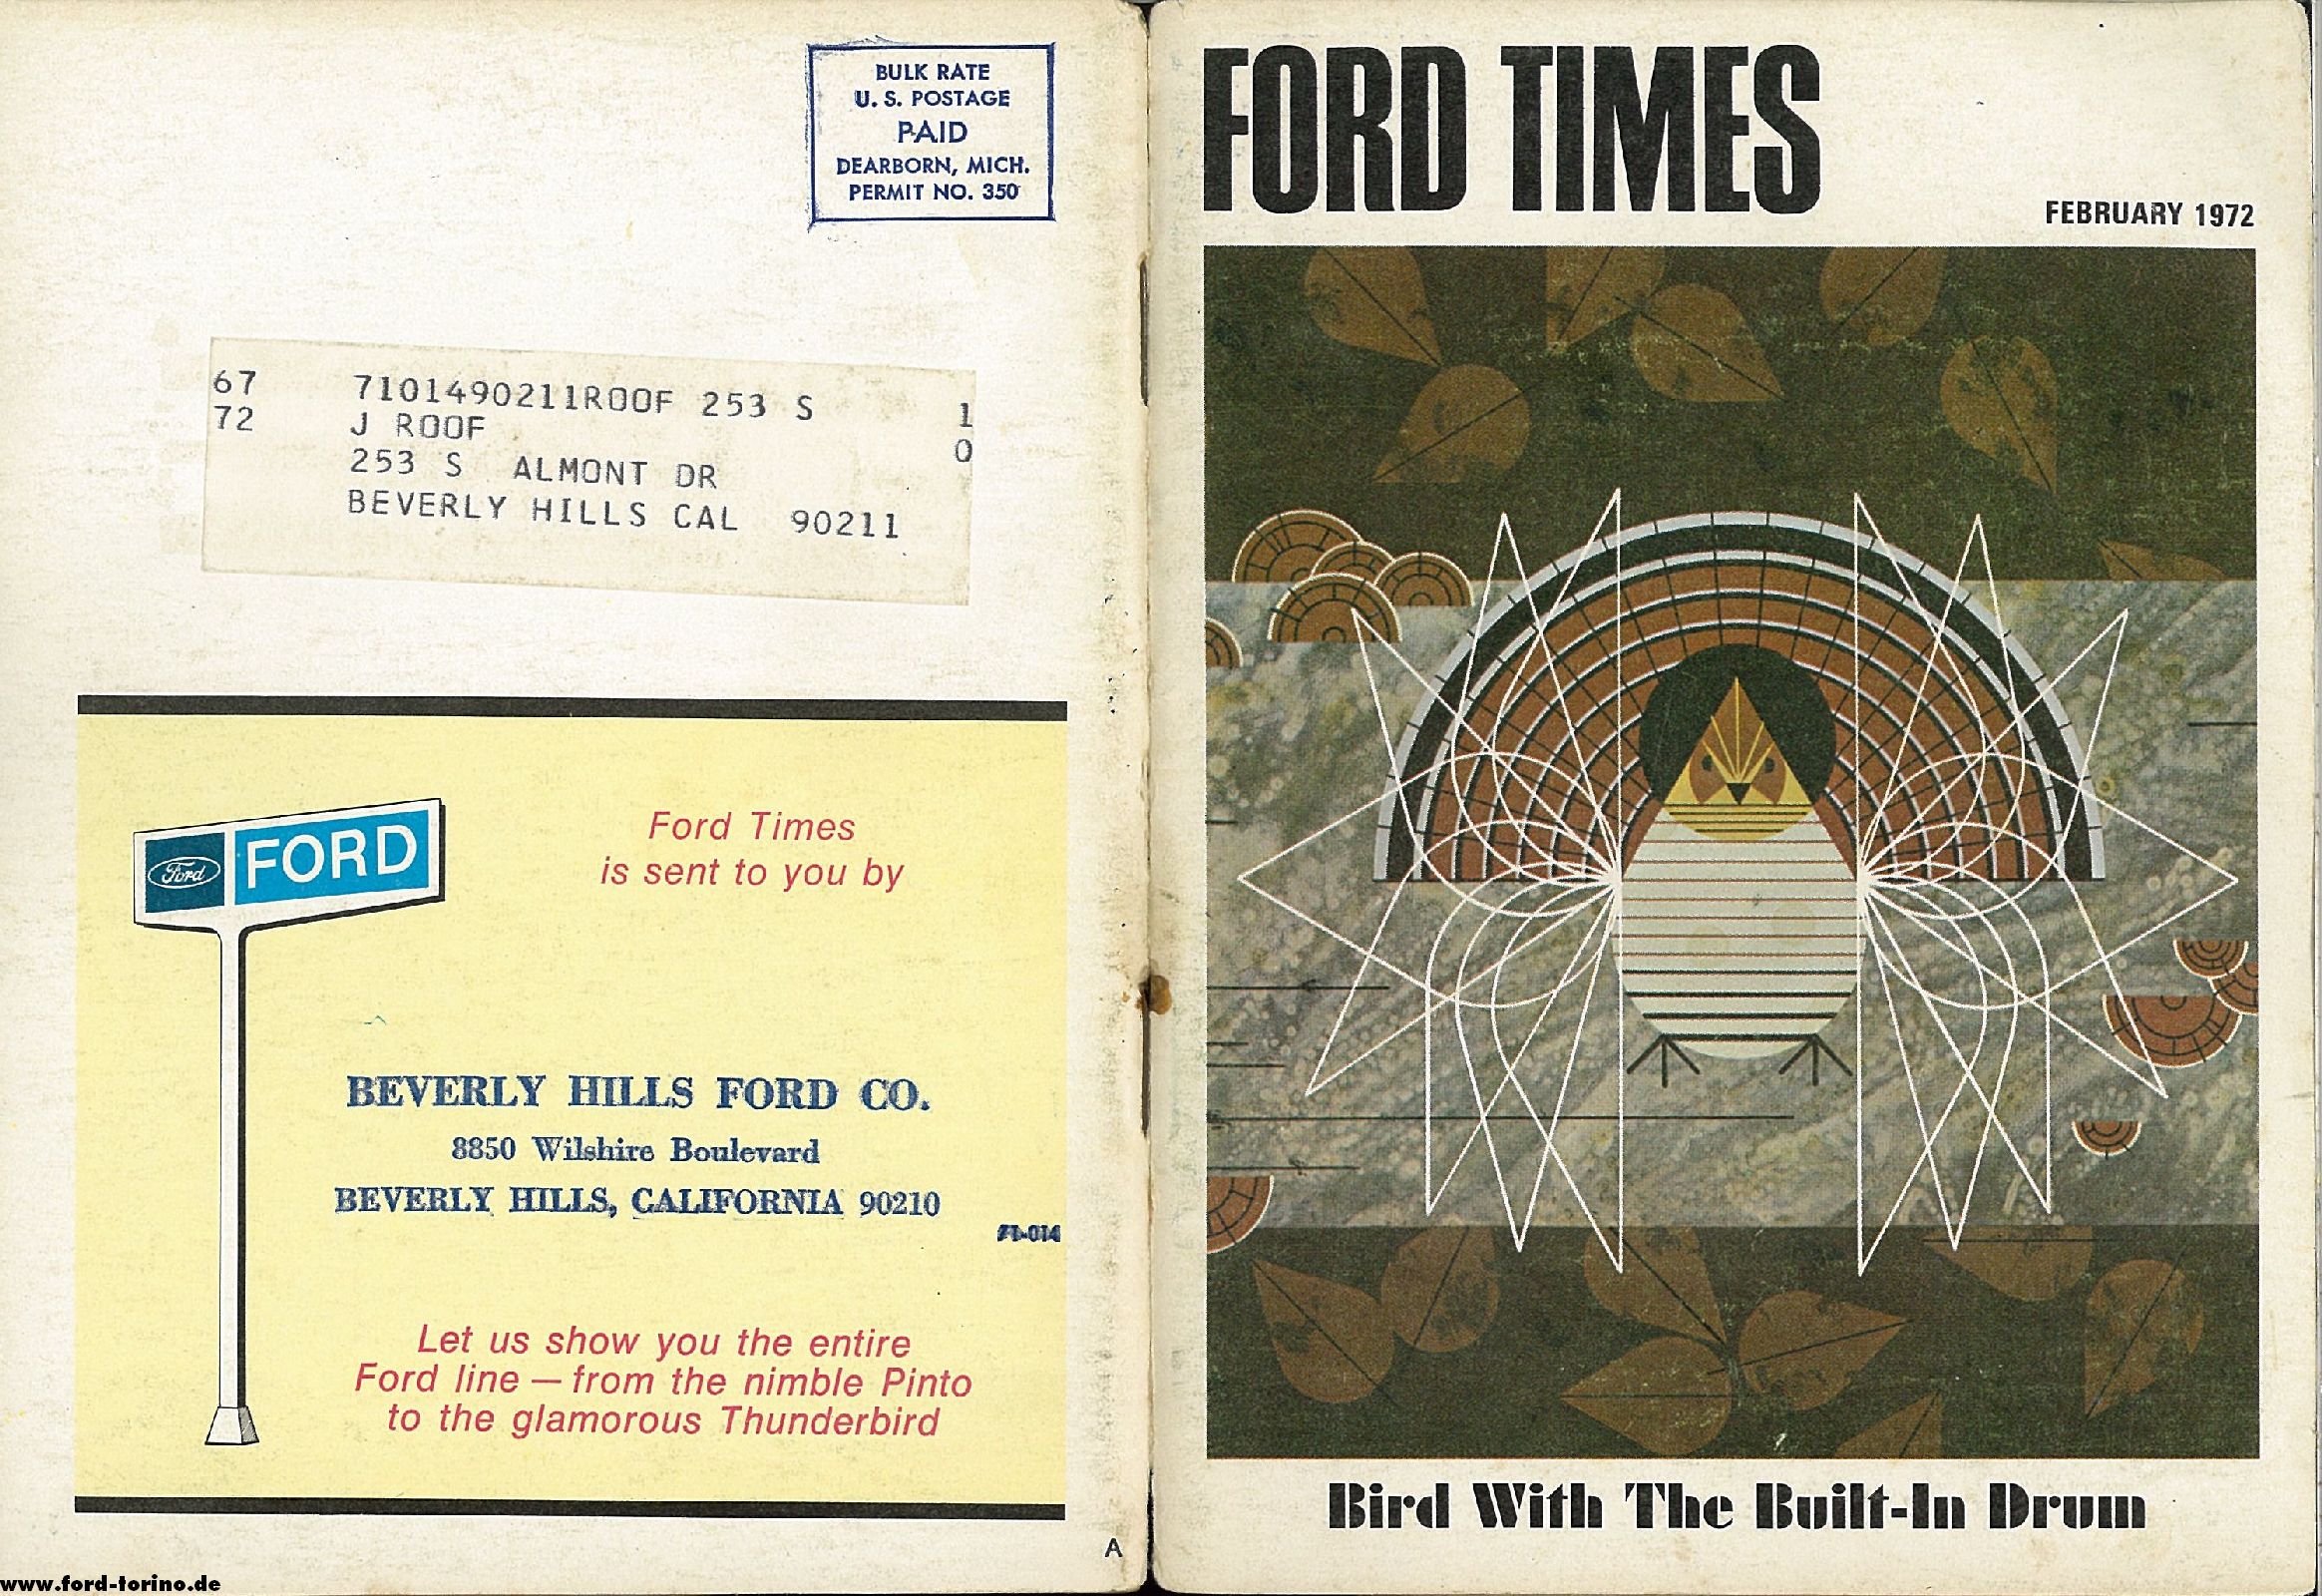 BULK RATE
U. S. POSTAGE
PAID
DEARBORN, MICH.
PERMIT NO. 350
67 7101490211ROOF 253 S 1
72 J ROOF 0
253 S ALMONT DR
BEVERLY HILLS CAL 90211
Ford FORD
Ford Times
is sent to you by
BEVERLY HILLS FORD CO.
8850 Wilshire Boulevard
BEVERLY HILLS, CALIFORNIA 90210
Let us show you the entire
Ford line — from the nimble Pinto
to the glamorous Thunderbird
A
FORD TIMES
FEBRUARY 1972
Bird With The Built-In Drum
www.ford-torino.de